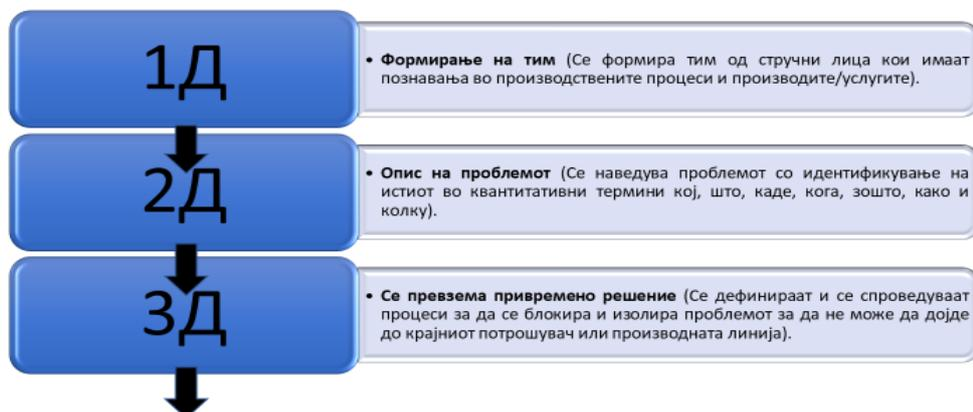 1Д
• Формирање на тим (Се формира тим од стручни лица кои имаат
познавања во производствените процеси и производите/услугите).
2Д
• Опис на проблемот (Се наведува проблемот со идентификување на
истиот во квантитативни термини кој, што, каде, кога, зошто, како и
колку).
3Д
• Се превзема привремено решение (Се дефинираат и се спроведуваат
процеси за да се блокира и изолира проблемот за да не може да дојде
до крајниот потрошувач или производната линија).